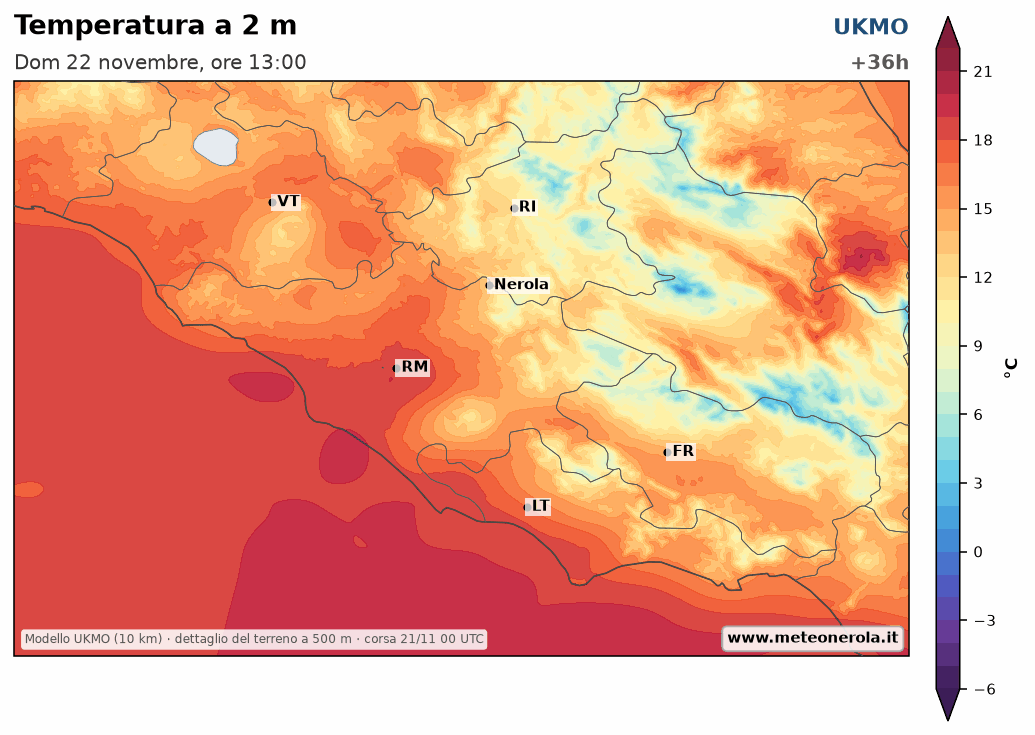 Temperatura a 2 m
UKMO
Dom 22 novembre, ore 13:00
+36h
VT
RI
Nerola
RM
FR
LT
Modello UKMO (10 km) · dettaglio del terreno a 500 m · corsa 21/11 00 UTC
www.meteonerola.it
21
18
15
12
9
6
3
0
−3
−6
°C